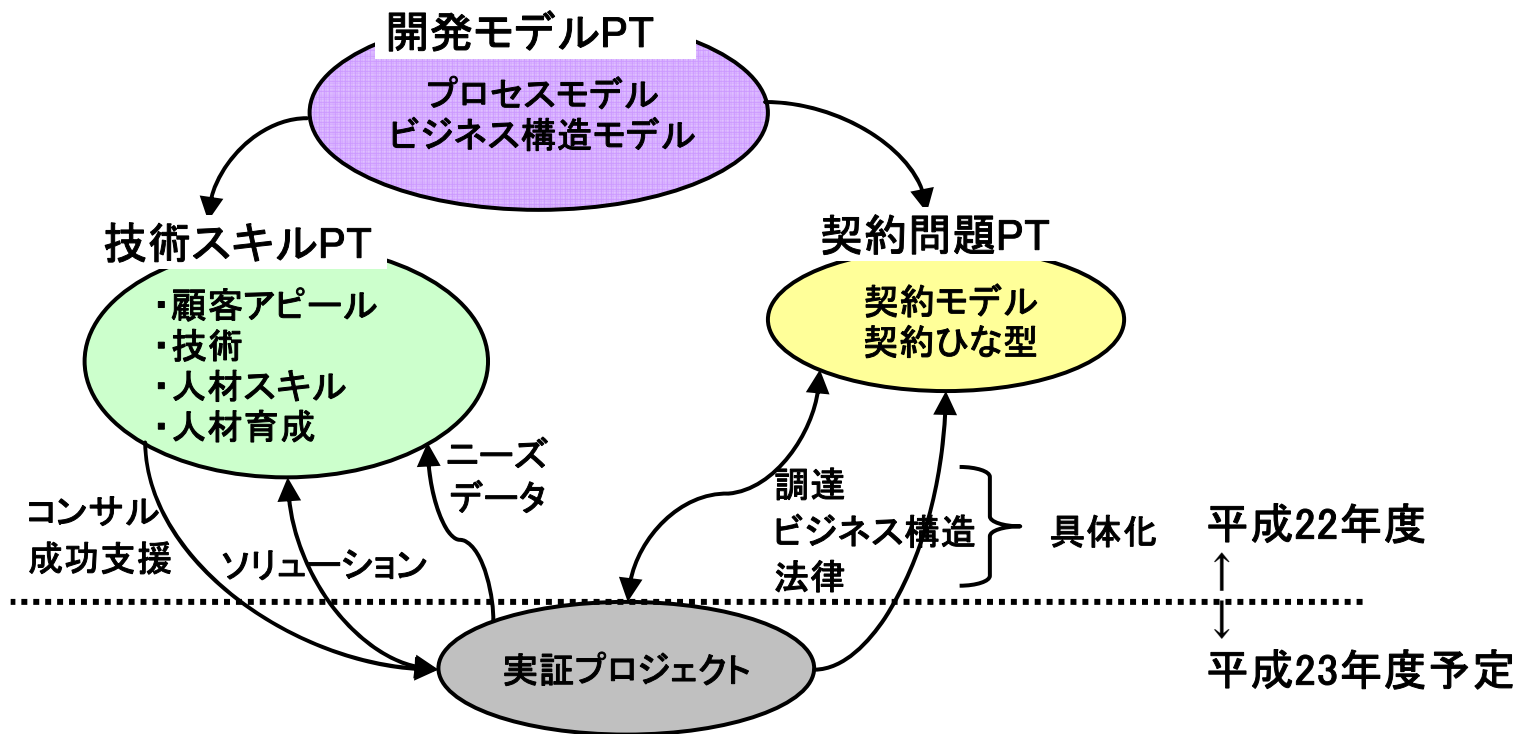 開発モデルPT
プロセスモデル
ビジネス構造モデル
技術スキルPT
・顧客アピール
・技術
・人材スキル
・人材育成
契約問題PT
契約モデル
契約ひな型
ニーズ
データ
コンサル
成功支援
ソリューション
調達
ビジネス構造
法律
具体化
平成22年度
↑
↓
平成23年度予定
実証プロジェクト